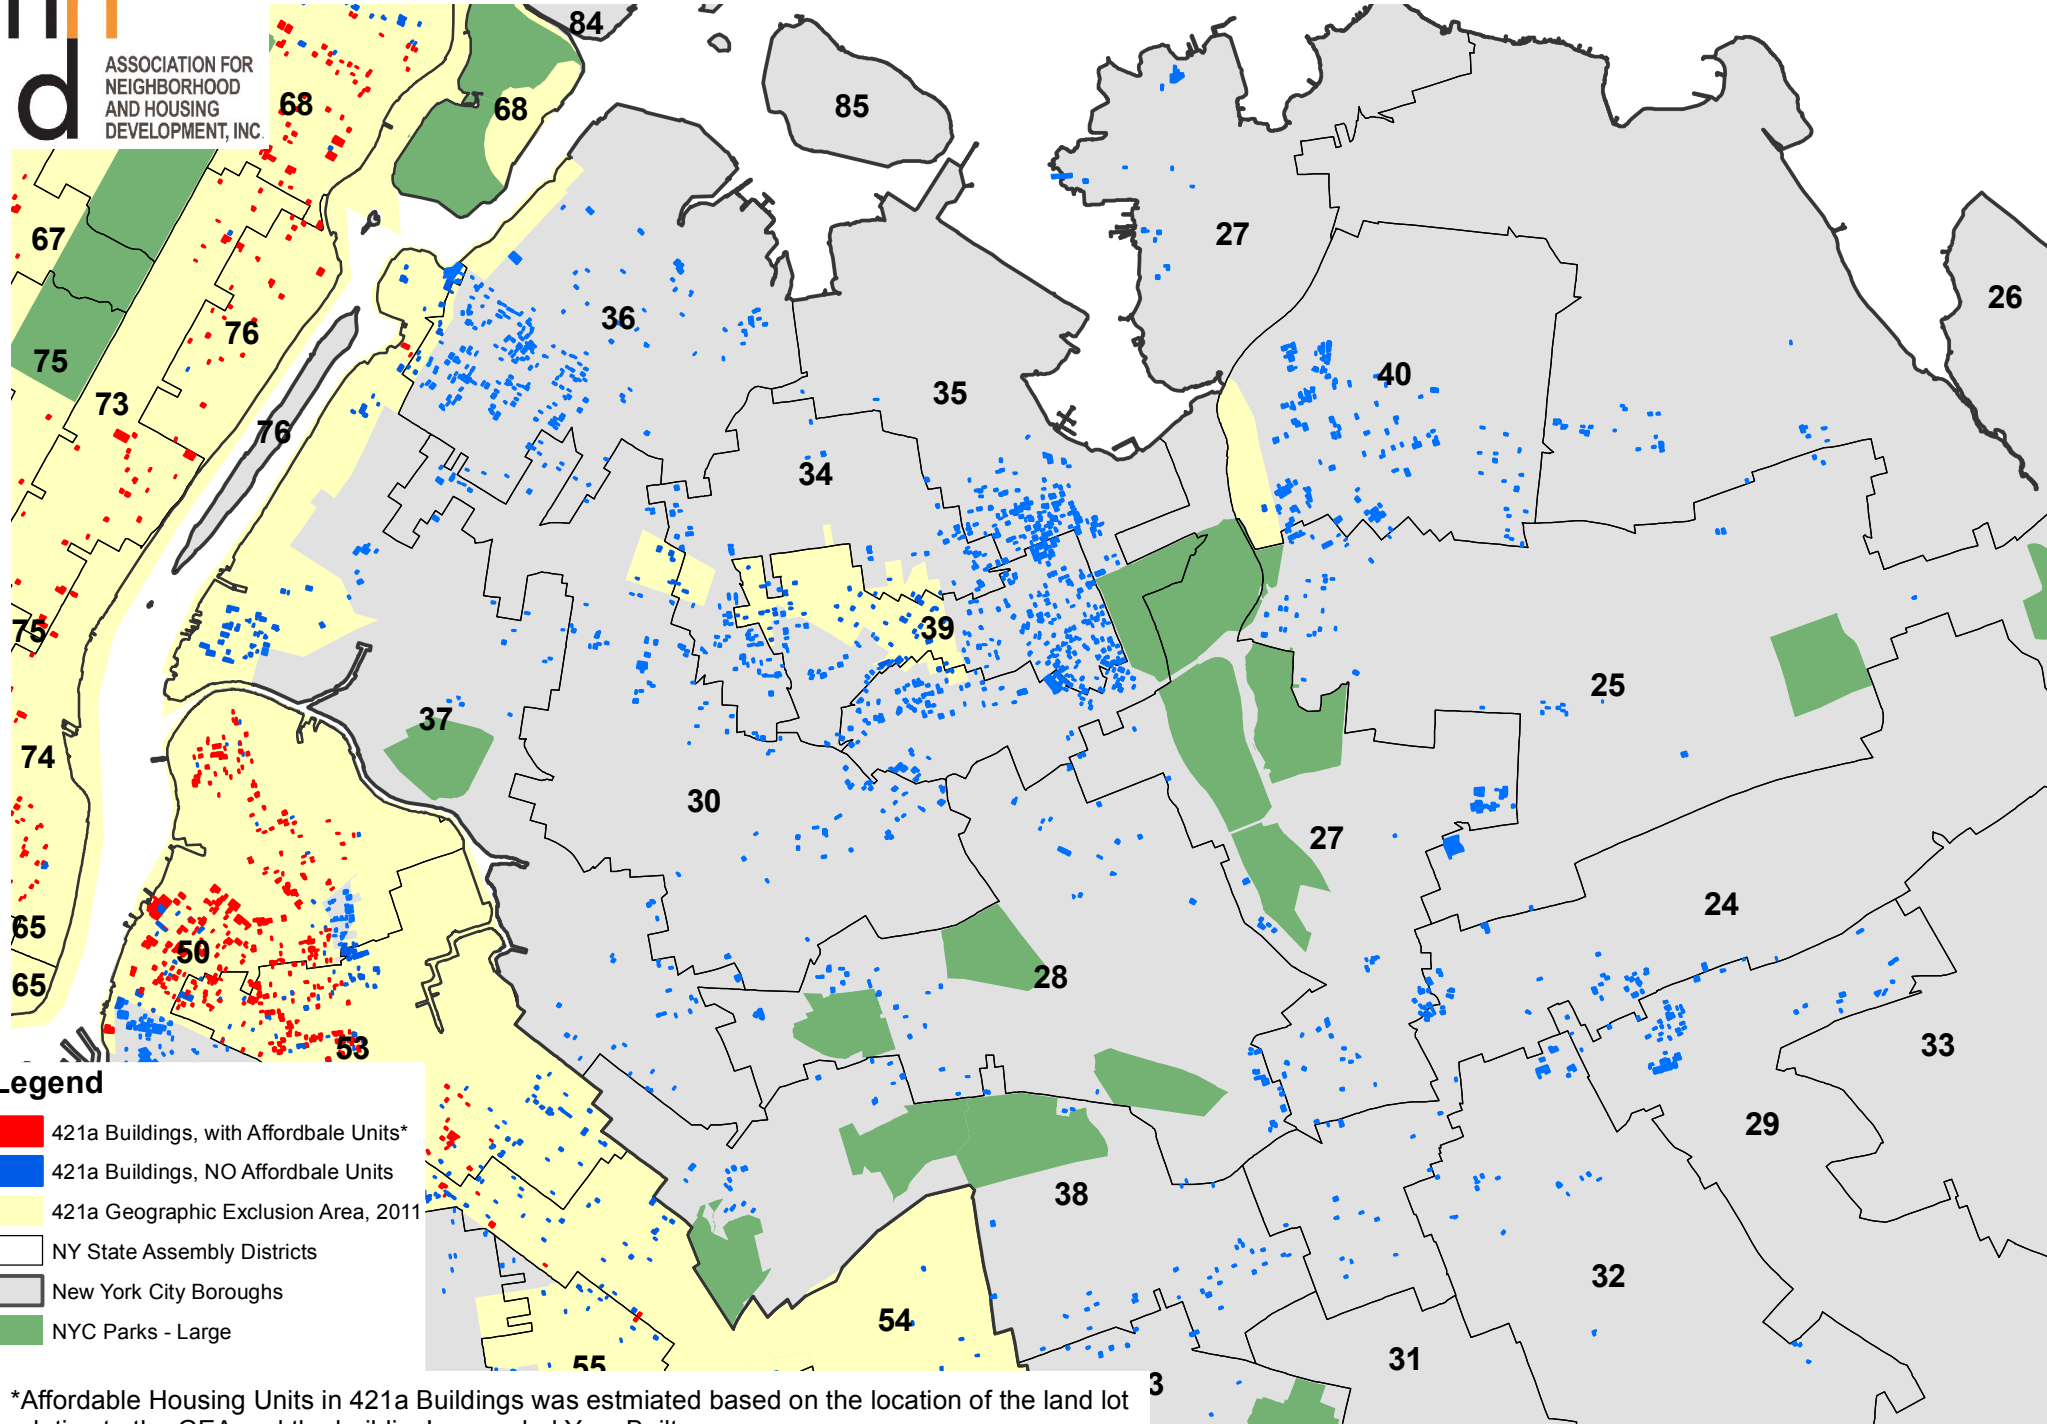 d
ASSOCIATION FOR
NEIGHBORHOOD
AND HOUSING
DEVELOPMENT, INC.
84
68
68
85
67
27
26
76
36
75
40
73
35
76
34
39
75
25
37
74
30
27
24
65
50
28
65
33
53
29
38
32
54
31
55
3
Legend
421a Buildings, with Affordbale Units*
421a Buildings, NO Affordbale Units
421a Geographic Exclusion Area, 2011
NY State Assembly Districts
New York City Boroughs
NYC Parks - Large
*Affordable Housing Units in 421a Buildings was estmiated based on the location of the land lot